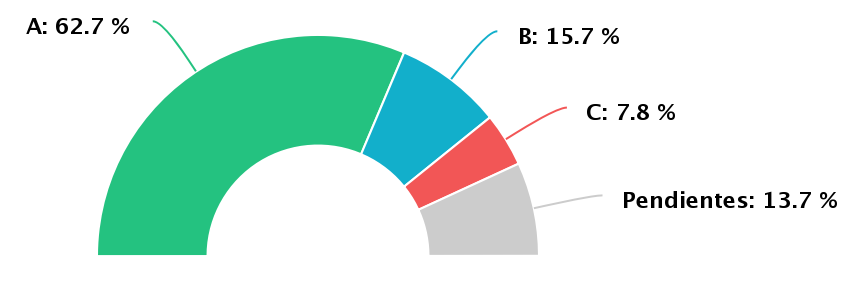 A: 62.7 %
B: 15.7 %
C: 7.8 %
Pendientes: 13.7 %